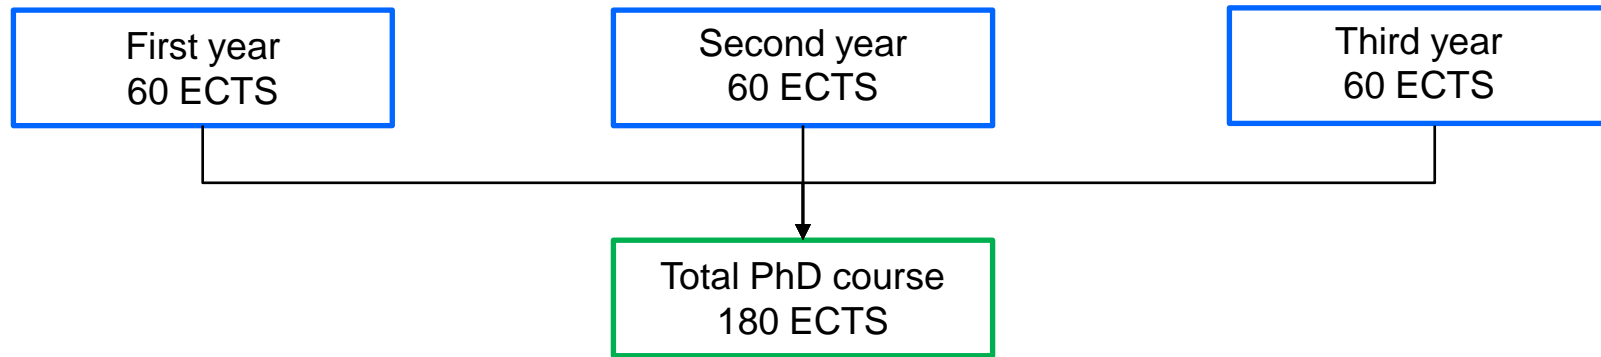 First year
60 ECTS
Second year
60 ECTS
Third year
60 ECTS
Total PhD course
180 ECTS